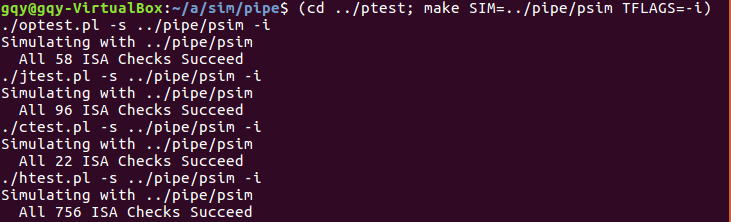 gqy@gqy-VirtualBox:~/a/sim/pipe$ (cd ../ptest; make SIM=../pipe/psim TFLAGS=-i)
./optest.pl -s ../pipe/psim -i
Simulating with ../pipe/psim
  All 58 ISA Checks Succeed
./jtest.pl -s ../pipe/psim -i
Simulating with ../pipe/psim
  All 96 ISA Checks Succeed
./ctest.pl -s ../pipe/psim -i
Simulating with ../pipe/psim
  All 22 ISA Checks Succeed
./htest.pl -s ../pipe/psim -i
Simulating with ../pipe/psim
  All 756 ISA Checks Succeed